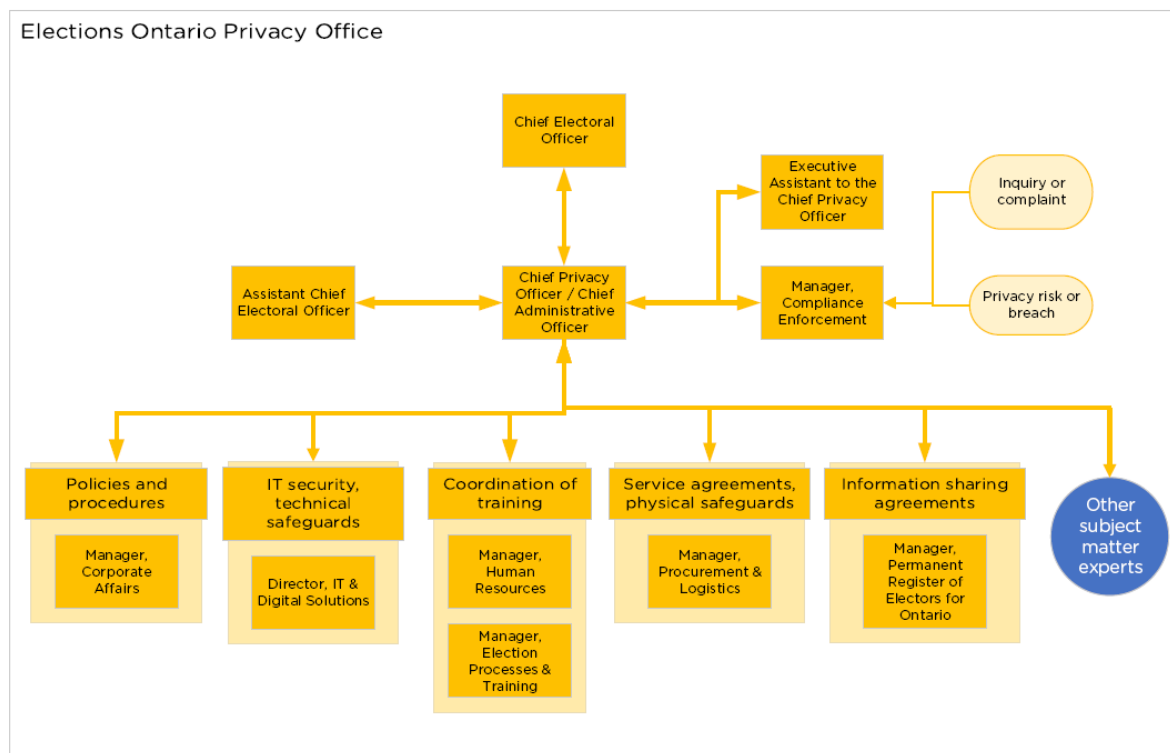 Elections Ontario Privacy Office
Chief Electoral
Officer
Executive
Assistant to the
Chief Privacy
Officer
Inquiry or
complaint
Assistant Chief
Electoral Officer
Chief Privacy
Officer / Chief
Administrative
Officer
Manager,
Compliance
Enforcement
Privacy risk or
breach
Policies and
procedures
Manager,
Corporate
Affairs
IT security,
technical
safeguards
Director, IT &
Digital Solutions
Coordination of
training
Manager,
Human
Resources
Manager,
Election
Processes &
Training
Service agreements,
physical safeguards
Manager,
Procurement &
Logistics
Information sharing
agreements
Manager,
Permanent
Register of
Electors for
Ontario
Other
subject
matter
experts